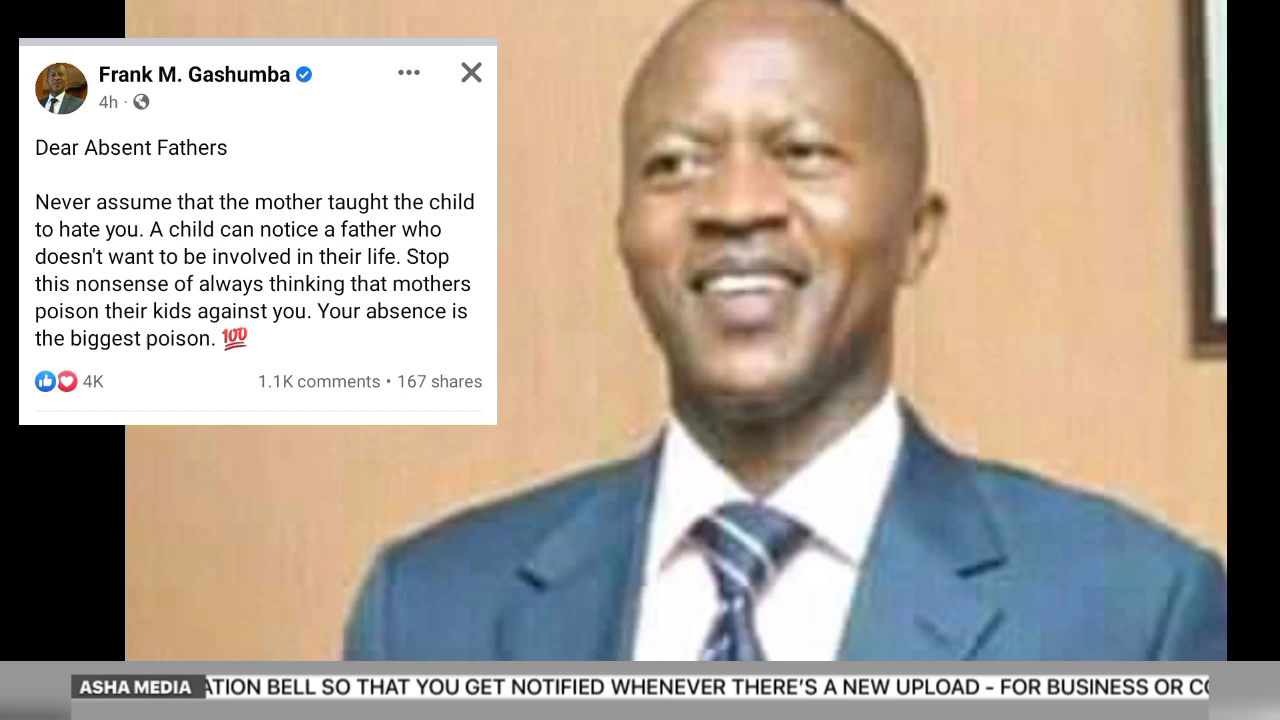 Frank M. Gashumba
4h ·
Dear Absent Fathers
Never assume that the mother taught the child
to hate you. A child can notice a father who
doesn't want to be involved in their life. Stop
this nonsense of always thinking that mothers
poison their kids against you. Your absence is
the biggest poison. 💯
4K
1.1K comments • 167 shares
ASHA MEDIA
ATION BELL SO THAT YOU GET NOTIFIED WHENEVER THERE'S A NEW UPLOAD - FOR BUSINESS OR